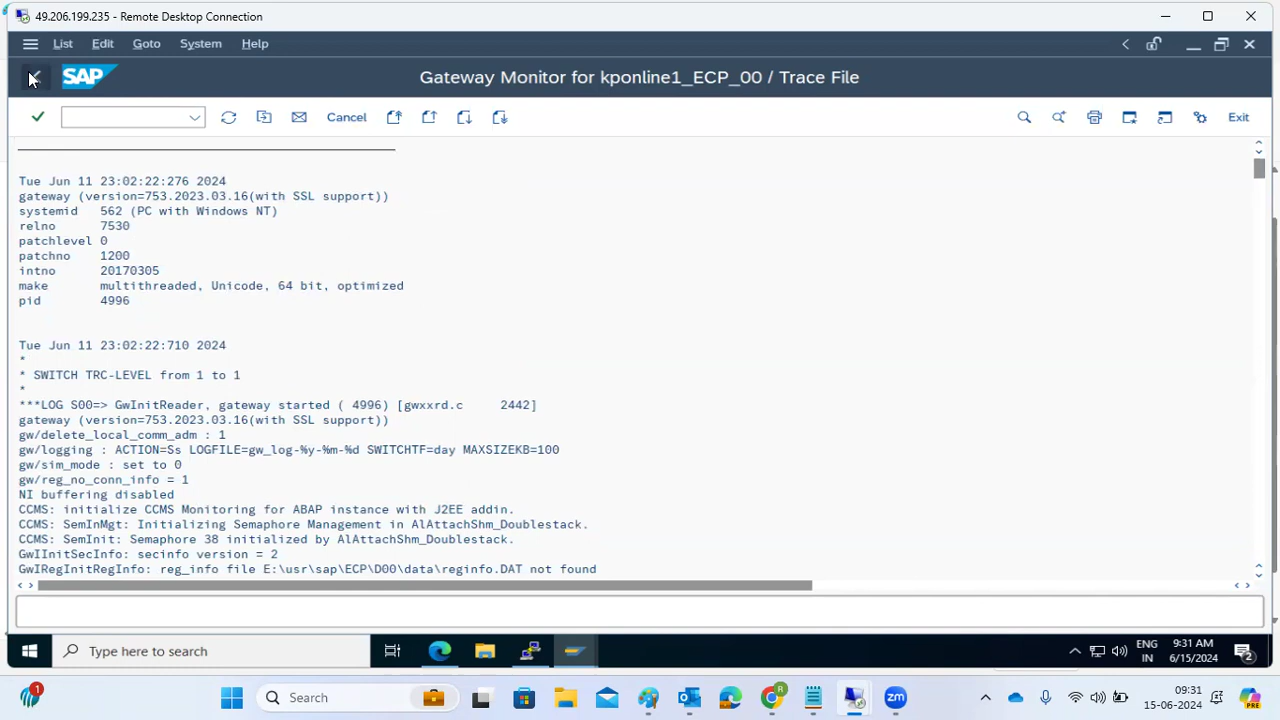 49.206.199.235 - Remote Desktop Connection
List Edit Goto System Help
SAP
Gateway Monitor for kponline1_ECP_00 / Trace File
Cancel
Exit
Tue Jun 11 23:02:22:276 2024
gateway (version=753.2023.03.16(with SSL support))
systemid 562 (PC with Windows NT)
relno 7530
patchlevel 0
patchno 1200
intno 20170305
make multithreaded, Unicode, 64 bit, optimized
pid 4996
Tue Jun 11 23:02:22:710 2024
*
* SWITCH TRC-LEVEL from 1 to 1
*
***LOG S00=> GwInitReader, gateway started ( 4996) [gwxxrd.c 2442]
gateway (version=753.2023.03.16(with SSL support))
gw/delete_local_comm_adm : 1
gw/logging : ACTION=Ss LOGFILE=gw_log-%y-%m-%d SWITCHTF=day MAXSIZEKB=100
gw/sim_mode : set to 0
gw/reg_no_conn_info = 1
NI buffering disabled
CCMS: initialize CCMS Monitoring for ABAP instance with J2EE addin.
CCMS: SemInMgt: Initializing Semaphore Management in AlAttachShm_Doublestack.
CCMS: SemInit: Semaphore 38 initialized by AlAttachShm_Doublestack.
GwIInitSecInfo: secinfo version = 2
GwIRegInitRegInfo: reg_info file E:\usr\sap\ECP\D00\data\reginfo.DAT not found
Type here to search
ENG
IN
9:31 AM
6/15/2024
2
1
Search
R
zm
09:31
15-06-2024
PRE